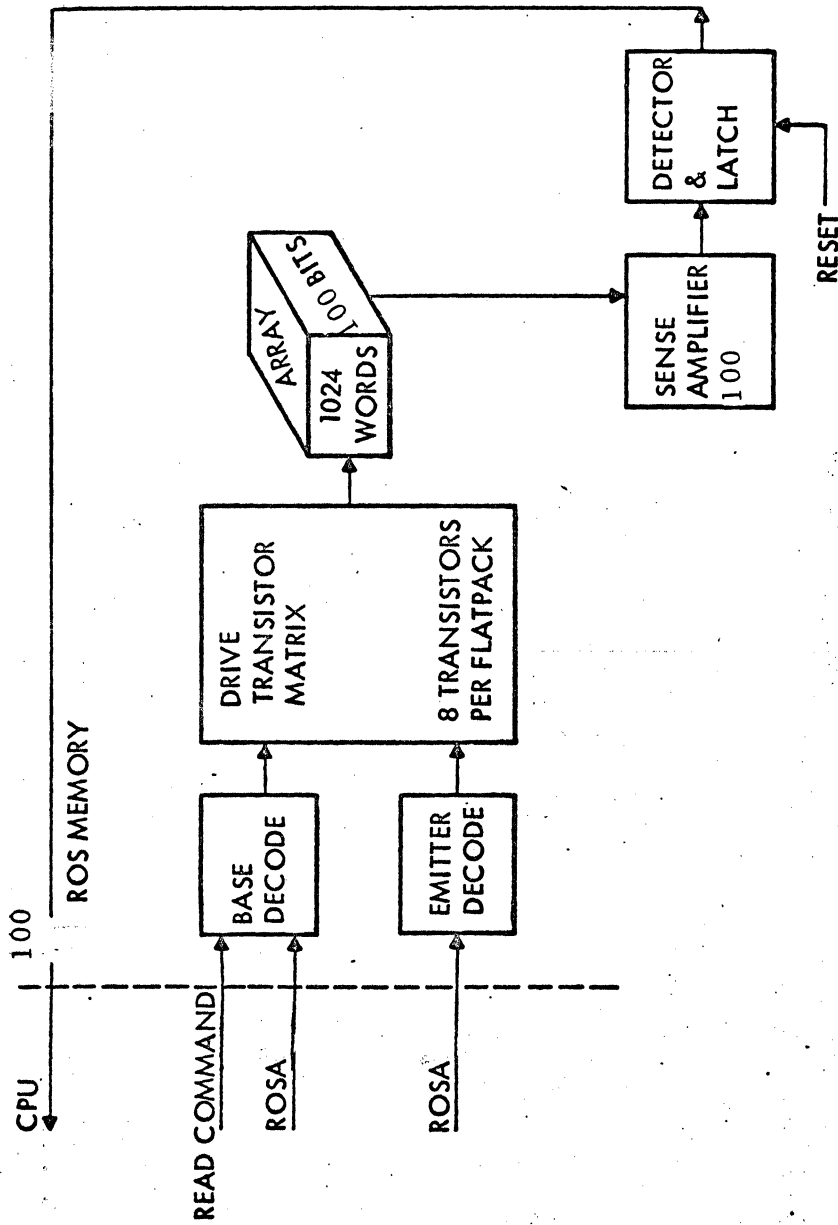 CPU
100
ROS MEMORY
READ COMMAND
ROSA
ROSA
BASE
DECODE
EMITTER
DECODE
DRIVE
TRANSISTOR
MATRIX
8 TRANSISTORS
PER FLATPACK
ARRAY
1024
WORDS
100 BITS
SENSE
AMPLIFIER
100
DETECTOR
&
LATCH
RESET